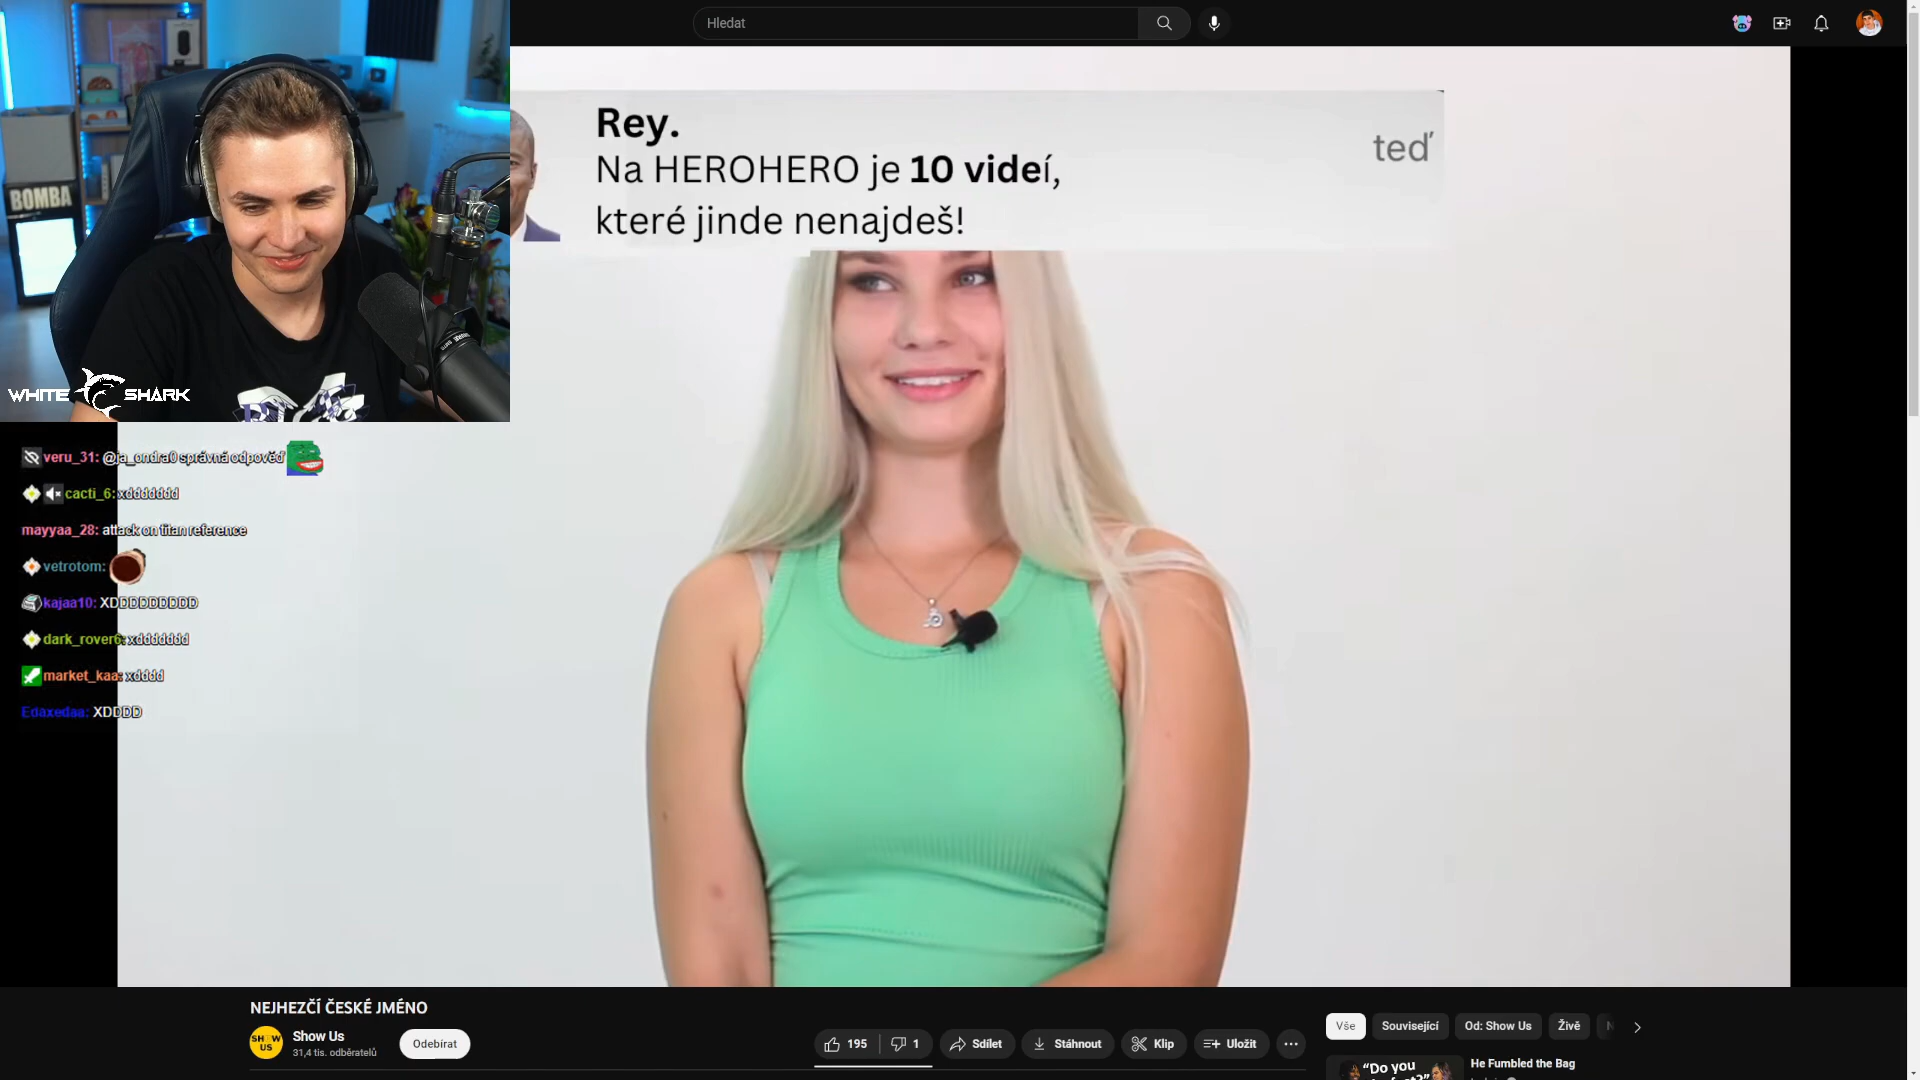 Hledat
BOMBA
WHITE SHARK
Rey.
Na HEROHERO je 10 videí,
které jinde nenajdeš!
teď
veru_31: @ja_ondra0 správná odpověď
cacti_6: xddddddd
mayyaa_28: attack on titan reference
vetrotom:
kajaa10: XDDDDDDDDD
dark_rover6: xddddddd
market_kaa: xdddd
Edaxedaa: XDDDD
NEJHEZČÍ ČESKÉ JMÉNO
SHOW
US
Show Us
31,4 tis. odběratelů
Odebírat
195
1
Sdílet
Stáhnout
Klip
Uložit
Vše
Související
Od: Show Us
Živě
"Do you
He Fumbled the Bag